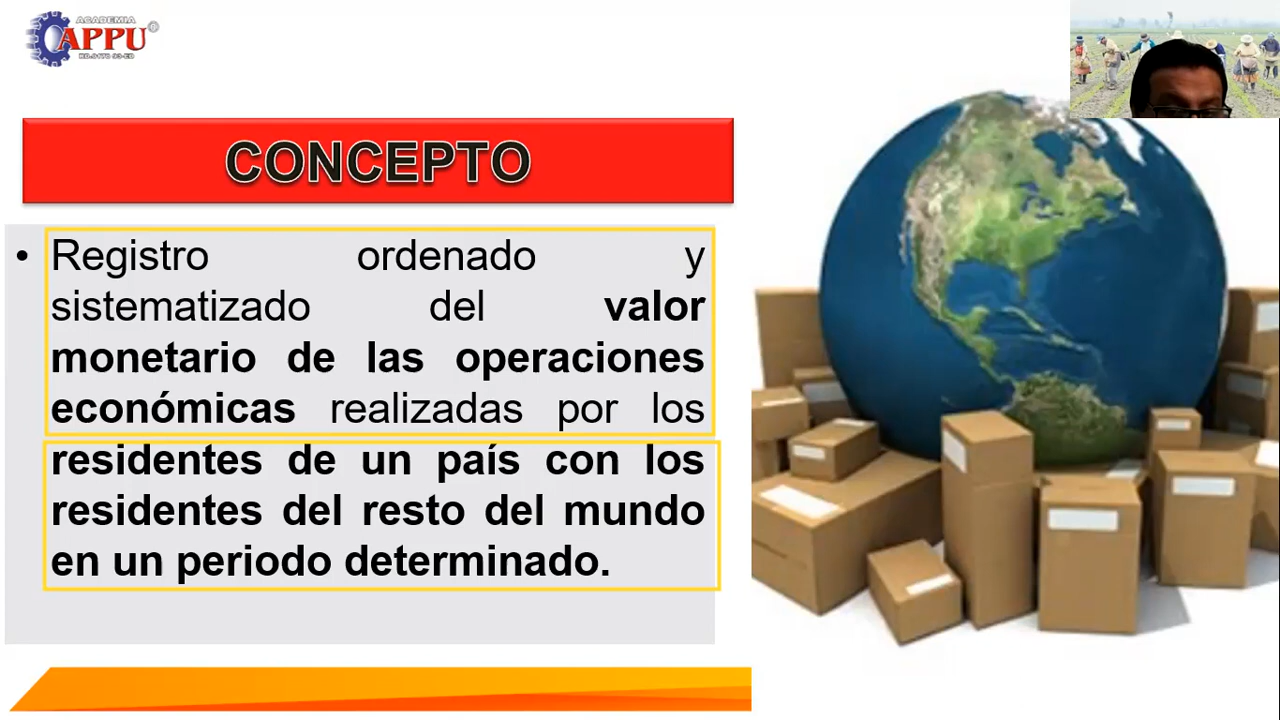 ACADEMIA
APPU
CONCEPTO
• Registro ordenado y
sistematizado del valor
monetario de las operaciones
económicas realizadas por los
residentes de un país con los
residentes del resto del mundo
en un periodo determinado.